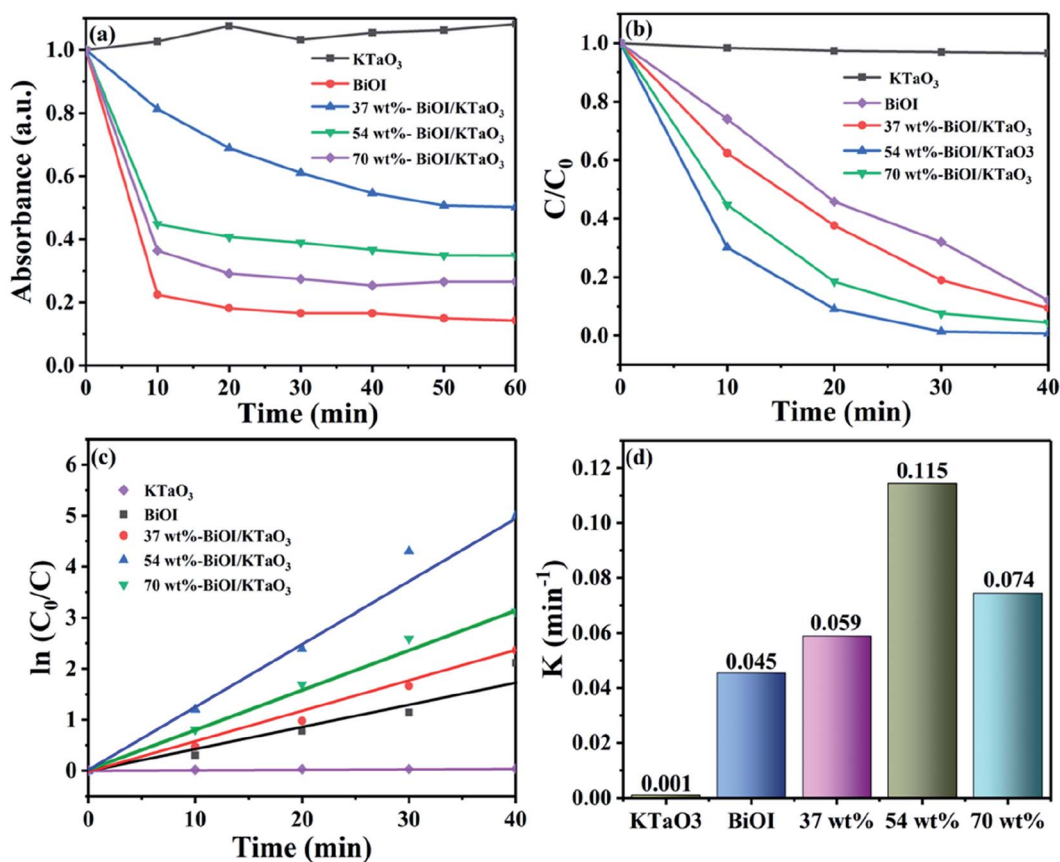 (a)
KTaO₃
BiOI
37 wt%- BiOI/KTaO₃
54 wt%- BiOI/KTaO₃
70 wt%- BiOI/KTaO₃
Absorbance (a.u.)
1.0
0.8
0.6
0.4
0.2
0.0
0 10 20 30 40 50 60
Time (min)
(b)
KTaO₃
BiOI
37 wt%-BiOI/KTaO₃
54 wt%-BiOI/KTaO3
70 wt%-BiOI/KTaO₃
C/C₀
1.0
0.8
0.6
0.4
0.2
0.0
0 10 20 30 40
Time (min)
(c)
KTaO₃
BiOI
37 wt%-BiOI/KTaO₃
54 wt%-BiOI/KTaO₃
70 wt%-BiOI/KTaO₃
ln (C₀/C)
6
5
4
3
2
1
0
0 10 20 30 40
Time (min)
(d)
K (min⁻¹)
0.12
0.10
0.08
0.06
0.04
0.02
0.00
0.001
0.045
0.059
0.115
0.074
KTaO3 BiOI 37 wt% 54 wt% 70 wt%